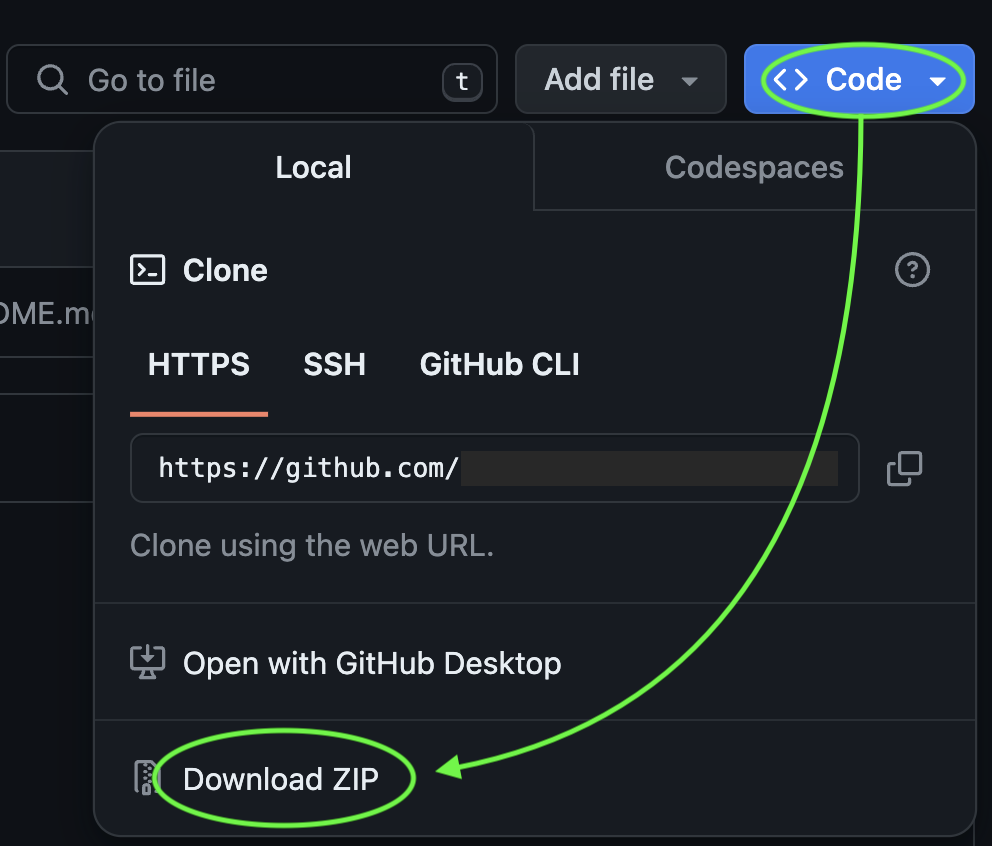 Go to file t Add file <> Code
Local Codespaces
Clone
OME.m
HTTPS SSH GitHub CLI
https://github.com/
Clone using the web URL.
Open with GitHub Desktop
Download ZIP